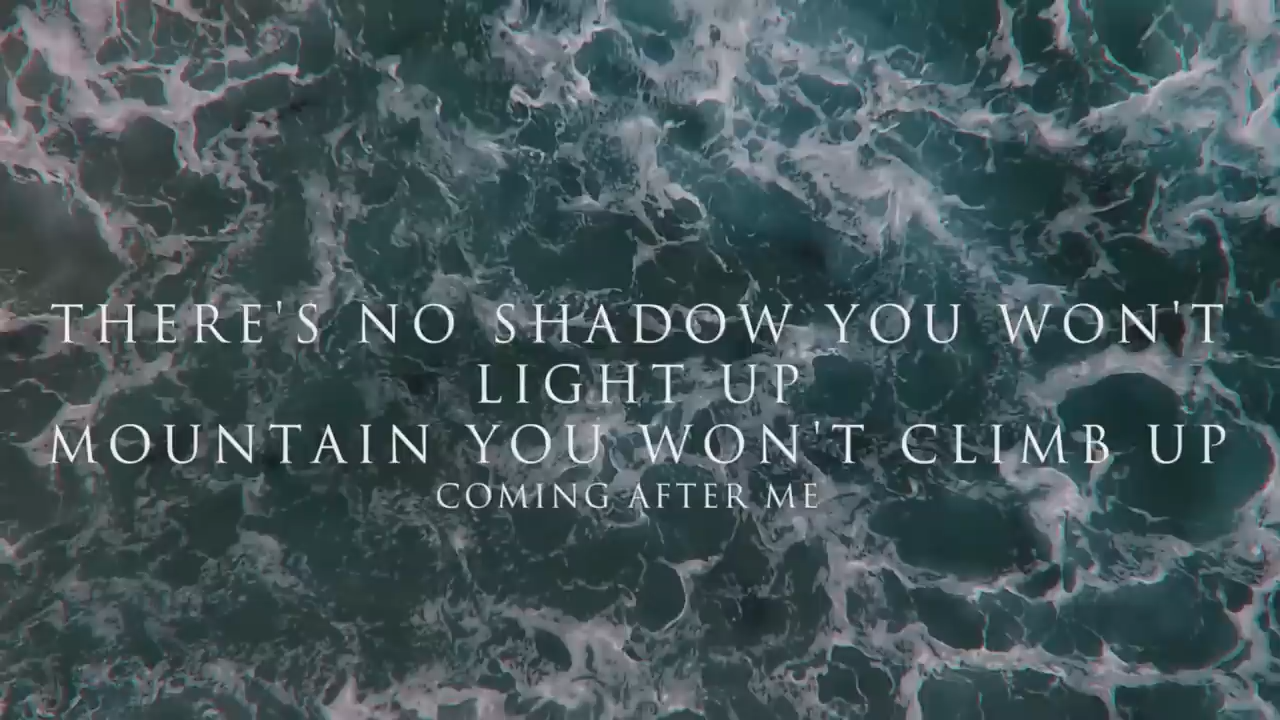 THERE'S NO SHADOW YOU WON'T
LIGHT UP
MOUNTAIN YOU WON'T CLIMB UP
COMING AFTER ME